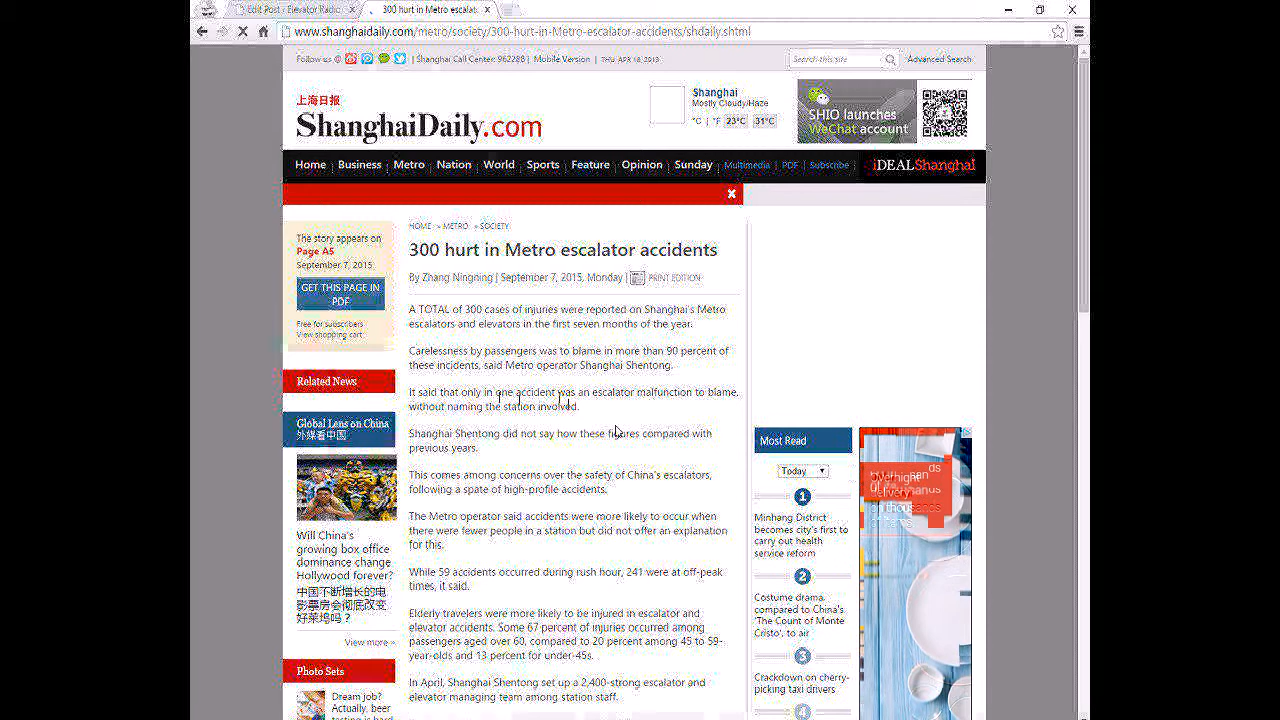 Edit Post ‹ Elevator Radio
300 hurt in Metro escalat
www.shanghaidaily.com/metro/society/300-hurt-in-Metro-escalator-accidents/shdaily.shtml
Follow us @ | Shanghai Call Center: 962288 | Mobile Version |
Search this site
Advanced Search
上海日报
ShanghaiDaily.com
Shanghai
Mostly Cloudy/Haze
°C | °F 23°C 31°C
SHIO launches
WeChat account
Home Business Metro Nation World Sports Feature Opinion Sunday Multimedia PDF Subscribe
iDEALShanghai
HOME » METRO » SOCIETY
The story appears on
Page A5
September 7, 2015
GET THIS PAGE IN
PDF
Free for subscribers
View shopping cart
Related News
Global Lens on China
外媒看中国
Will China's
growing box office
dominance change
Hollywood forever?
中国不断增长的电
影票房会彻底改变
好莱坞吗？
View more »
Photo Sets
Dream job?
Actually, beer
testing is hard
300 hurt in Metro escalator accidents
By Zhang Ningning | September 7, 2015, Monday | PRINT EDITION
A TOTAL of 300 cases of injuries were reported on Shanghai's Metro
escalators and elevators in the first seven months of the year.
Carelessness by passengers was to blame in more than 90 percent of
these incidents, said Metro operator Shanghai Shentong.
It said that only in one accident was an escalator malfunction to blame,
without naming the station involved.
Shanghai Shentong did not say how these figures compared with
previous years.
This comes among concerns over the safety of China's escalators,
following a spate of high-profile accidents.
The Metro operator said accidents were more likely to occur when
there were fewer people in a station but did not offer an explanation
for this.
While 59 accidents occurred during rush hour, 241 were at off-peak
times, it said.
Elderly travelers were more likely to be injured in escalator and
elevator accidents. Some 67 percent of injuries occurred among
passengers aged over 60, compared to 20 percent among 45 to 59-
year-olds and 13 percent for under-45s.
In April, Shanghai Shentong set up a 2,400-strong escalator and
elevator managing team among station staff.
Most Read
Today
1
Minhang District
becomes city's first to
carry out health
service reform
2
Costume drama,
compared to China's
'The Count of Monte
Cristo', to air
3
Crackdown on cherry-
picking taxi drivers
4
overnight
delivery